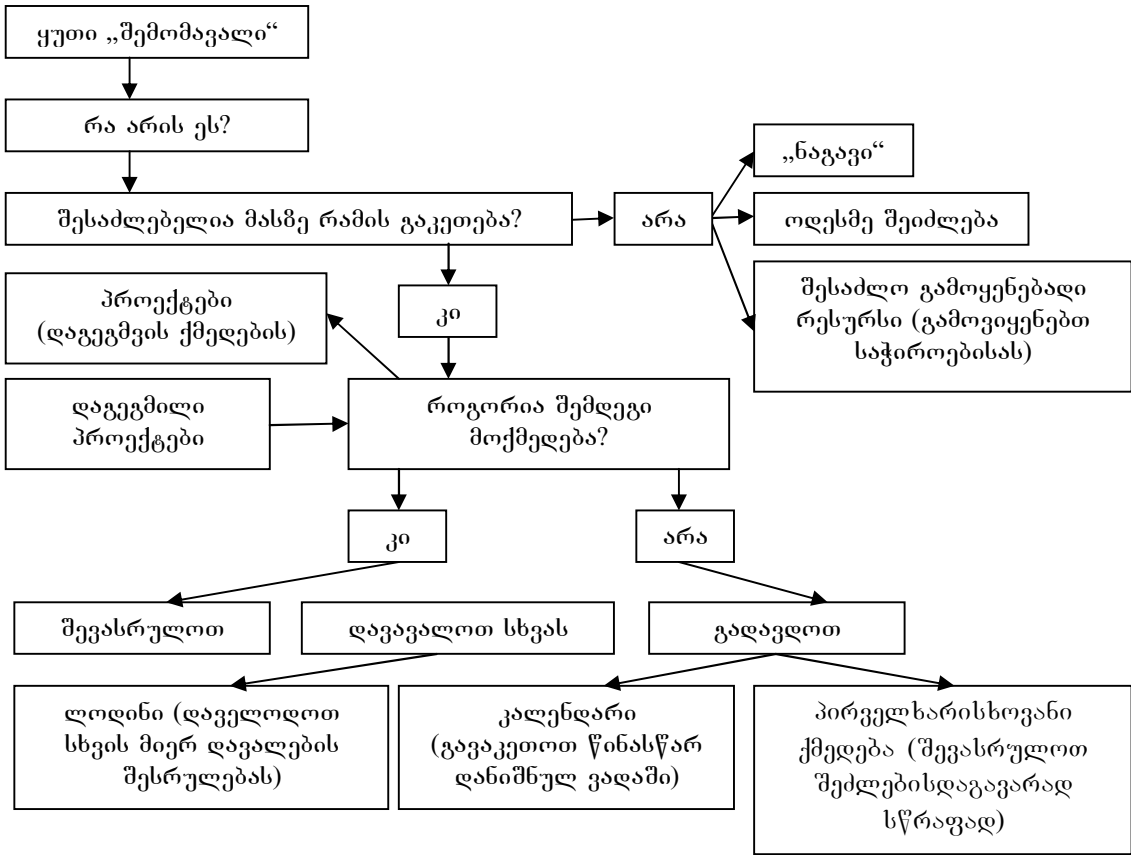 ყუთი „შემომავალი“
რა არის ეს?
„ნაგავი“
შესაძლებელია მასზე რამის გაკეთება?
არა
ოდესმე შეიძლება
შესაძლო გამოყენებადი
რესურსი (გამოვიყენებთ
საჭიროებისას)
პროექტები
(დაგეგმვის ქმედების)
კი
დაგეგმილი
პროექტები
როგორია შემდეგი
მოქმედება?
კი
არა
შევასრულოთ
დავავალოთ სხვას
გადავდოთ
ლოდინი (დაველოდოთ
სხვის მიერ დავალების
შესრულებას)
კალენდარი
(გავაკეთოთ წინასწარ
დანიშნულ ვადაში)
პირველხარისხოვანი
ქმედება (შევასრულოთ
შეძლებისდაგავარად
სწრაფად)